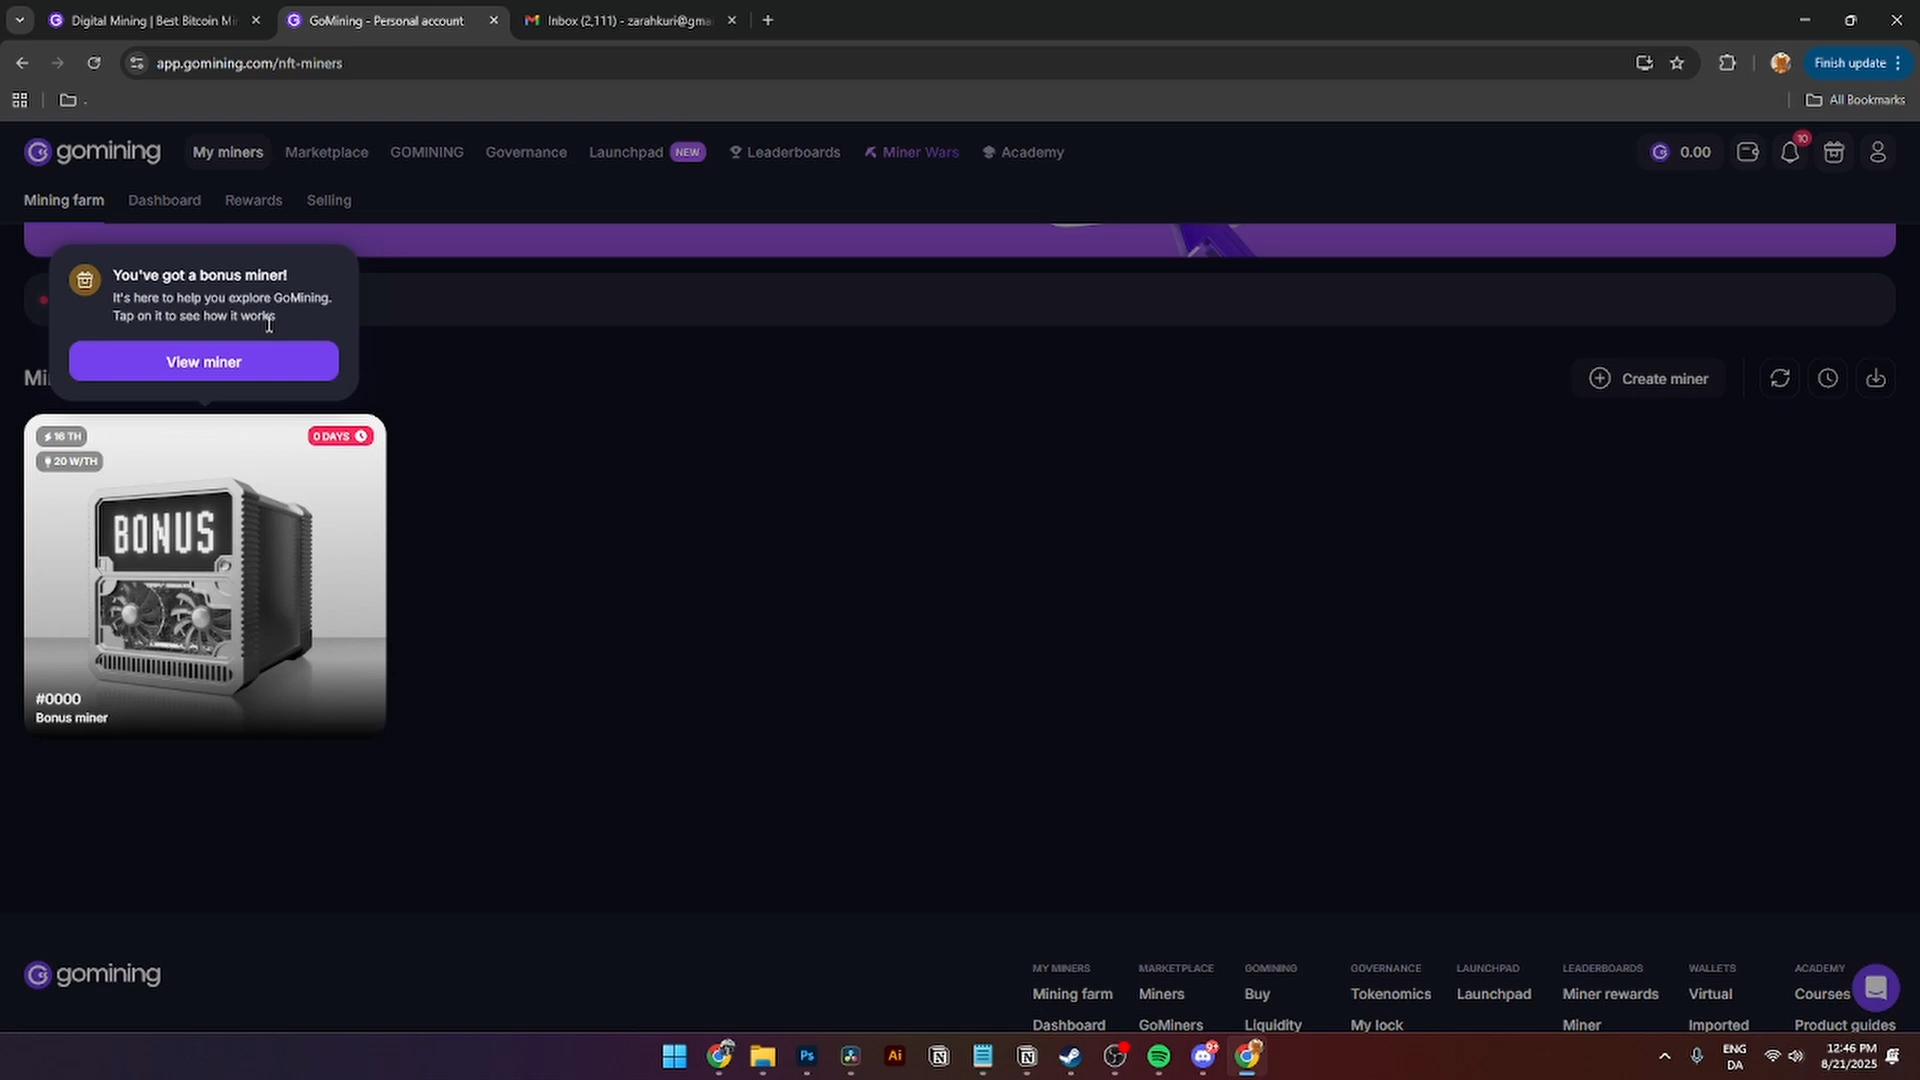 Digital Mining | Best Bitcoin Mi
GoMining - Personal account
Inbox (2,111) - zarahkuri@gma
app.gomining.com/nft-miners
Finish update
.
All Bookmarks
gomining
My miners
Marketplace
GOMINING
Governance
Launchpad NEW
Leaderboards
Miner Wars
Academy
0.00
10
Mining farm
Dashboard
Rewards
Selling
You've got a bonus miner!
It's here to help you explore GoMining.
Tap on it to see how it works
View miner
Mi
Create miner
16 TH
0 DAYS
20 W/TH
BONUS
#0000
Bonus miner
gomining
MY MINERS
MARKETPLACE
GOMINING
GOVERNANCE
LAUNCHPAD
LEADERBOARDS
WALLETS
ACADEMY
Mining farm
Miners
Buy
Tokenomics
Launchpad
Miner rewards
Virtual
Courses
Dashboard
GoMiners
Liquidity
My lock
Miner
Imported
Product guides
Ps
Ai
9+
ENG
DA
12:46 PM
8/21/2025